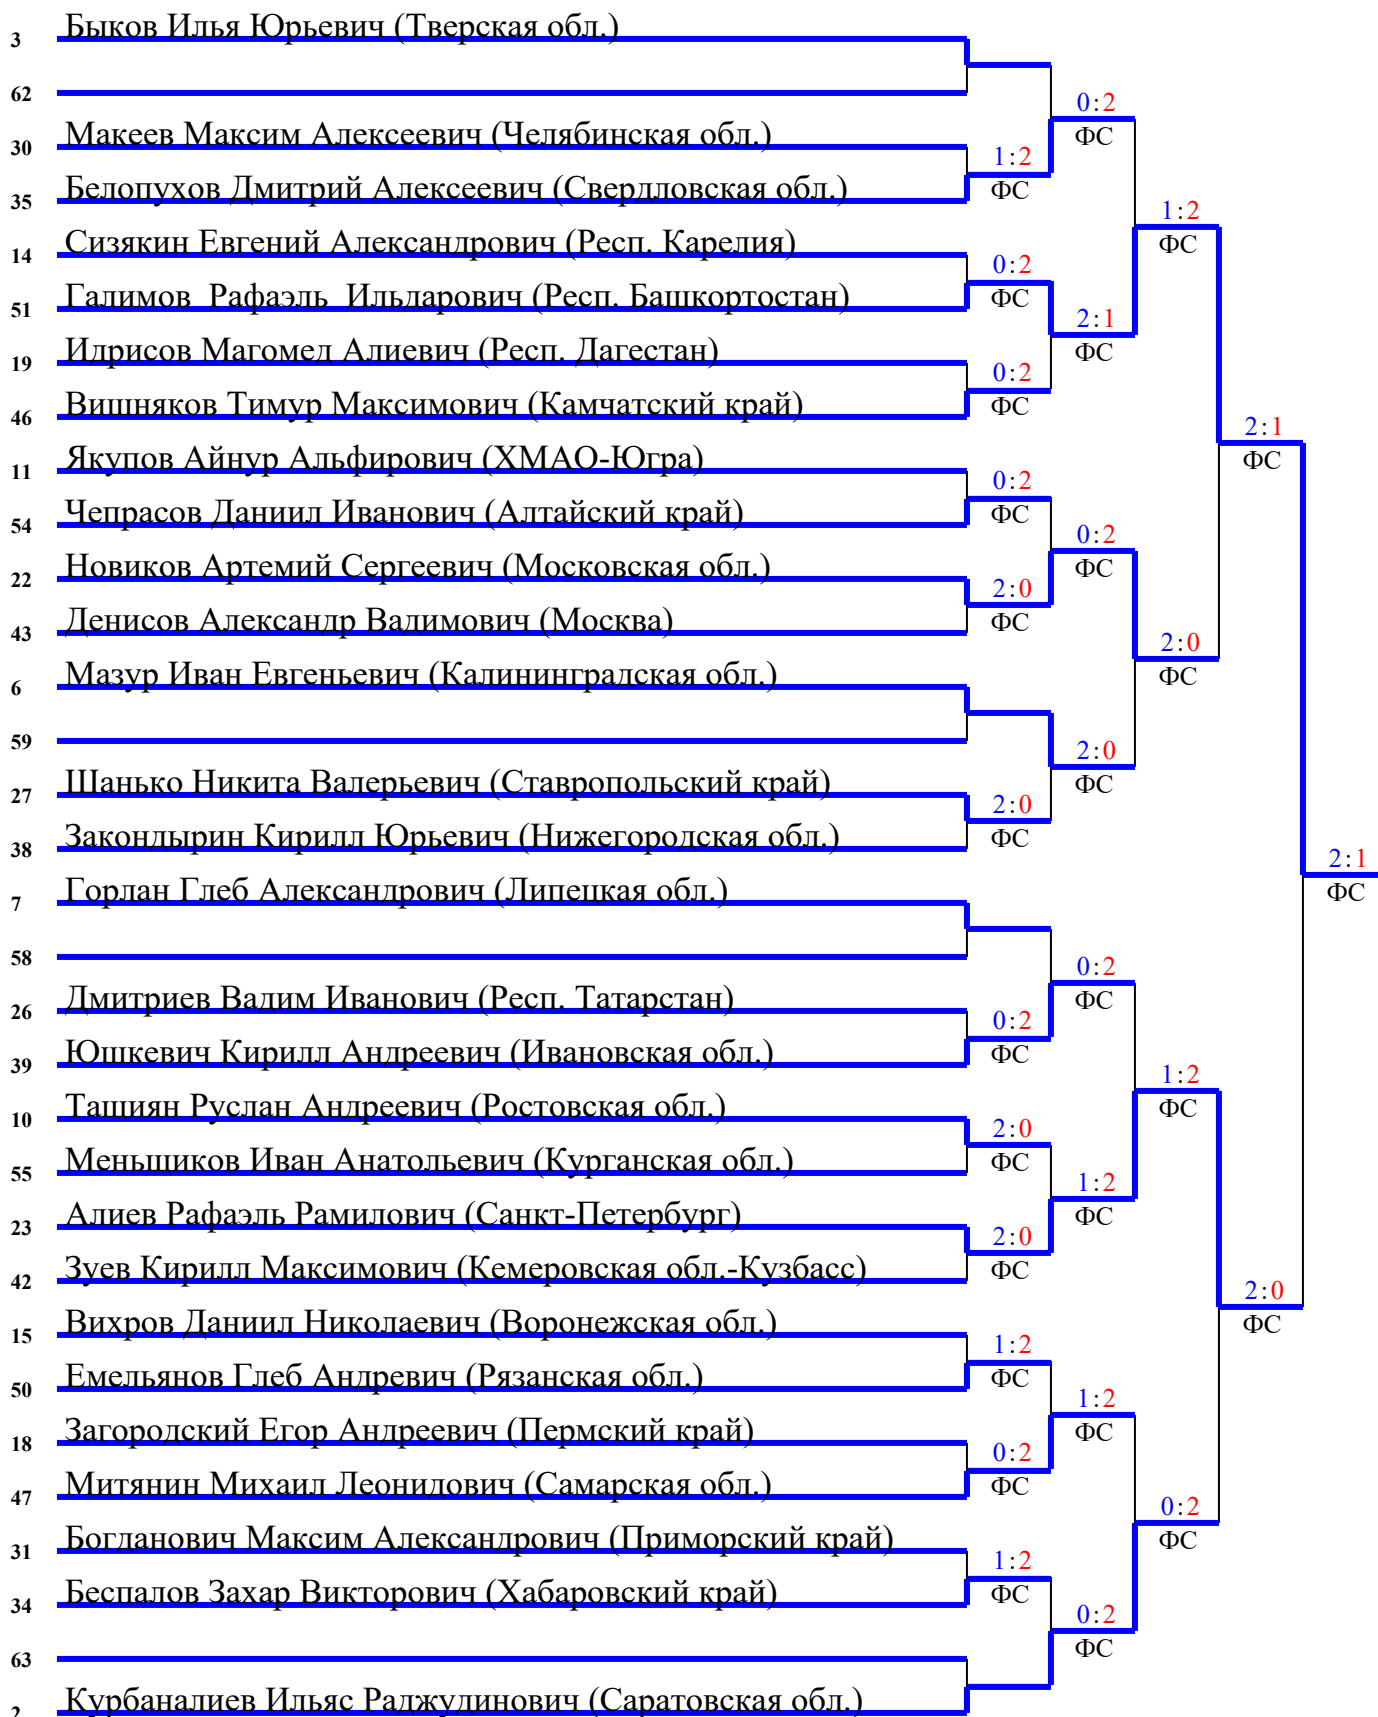 3 Быков Илья Юрьевич (Тверская обл.)
62
0:2
ФС
30 Макеев Максим Алексеевич (Челябинская обл.)
1:2
ФС
35 Белопухов Дмитрий Алексеевич (Свердловская обл.)
1:2
ФС
14 Сизякин Евгений Александрович (Респ. Карелия)
0:2
ФС
51 Галимов Рафаэль Ильдарович (Респ. Башкортостан)
2:1
ФС
19 Идрисов Магомед Алиевич (Респ. Дагестан)
0:2
ФС
46 Вишняков Тимур Максимович (Камчатский край)
2:1
ФС
11 Якупов Айнур Альфирович (ХМАО-Югра)
0:2
ФС
54 Чепрасов Даниил Иванович (Алтайский край)
0:2
ФС
22 Новиков Артемий Сергеевич (Московская обл.)
2:0
ФС
43 Денисов Александр Вадимович (Москва)
2:0
ФС
6 Мазур Иван Евгеньевич (Калининградская обл.)
59
2:0
ФС
27 Шанько Никита Валерьевич (Ставропольский край)
2:0
ФС
38 Закондырин Кирилл Юрьевич (Нижегородская обл.)
2:1
ФС
7 Горлан Глеб Александрович (Липецкая обл.)
58
0:2
ФС
26 Дмитриев Вадим Иванович (Респ. Татарстан)
0:2
ФС
39 Юшкевич Кирилл Андреевич (Ивановская обл.)
1:2
ФС
10 Тащиян Руслан Андреевич (Ростовская обл.)
2:0
ФС
55 Меньщиков Иван Анатольевич (Курганская обл.)
1:2
ФС
23 Алиев Рафаэль Рамилович (Санкт-Петербург)
2:0
ФС
42 Зуев Кирилл Максимович (Кемеровская обл.-Кузбасс)
2:0
ФС
15 Вихров Даниил Николаевич (Воронежская обл.)
1:2
ФС
50 Емельянов Глеб Андревич (Рязанская обл.)
1:2
ФС
18 Загородский Егор Андреевич (Пермский край)
0:2
ФС
47 Митянин Михаил Леонидович (Самарская обл.)
0:2
ФС
31 Богданович Максим Александрович (Приморский край)
1:2
ФС
34 Беспалов Захар Викторович (Хабаровский край)
0:2
ФС
63
2 Курбаналиев Ильяс Раджудинович (Саратовская обл.)